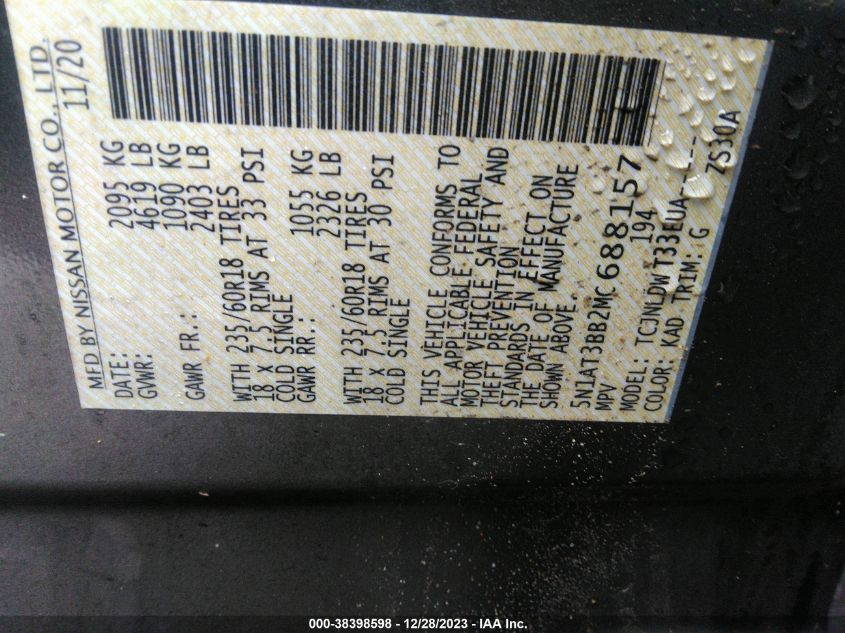 MFD BY NISSAN MOTOR CO., LTD.
DATE: 11/20
GVWR: 2095 KG
4619 LB
GAWR FR.: 1090 KG
2403 LB
WITH 235/60R18 TIRES
18 X 7.5 RIMS AT 33 PSI
COLD SINGLE
GAWR RR.: 1055 KG
2326 LB
WITH 235/60R18 TIRES
18 X 7.5 RIMS AT 30 PSI
COLD SINGLE
THIS VEHICLE CONFORMS TO
ALL APPLICABLE FEDERAL
MOTOR VEHICLE SAFETY AND
THEFT PREVENTION
STANDARDS IN EFFECT ON
THE DATE OF MANUFACTURE
SHOWN ABOVE.
5N1AT3BB2MC688157
MPV 194
MODEL: TCJNLDWT33EUA-----
COLOR: KAD TRIM: G ZS30A
000-38398598 - 12/28/2023 - IAA Inc.